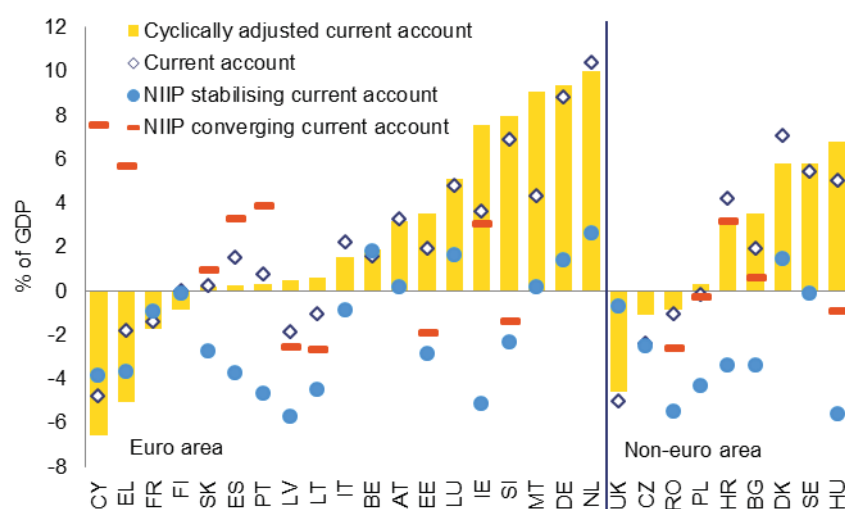 12
10
8
6
4
2
0
-2
-4
-6
-8
% of GDP
Cyclically adjusted current account
Current account
NIIP stabilising current account
NIIP converging current account
Euro area
Non-euro area
CY EL FR FI SK ES PT LV LT IT BE AT EE LU IE SI MT DE NL UK CZ RO PL HR BG DK SE HU